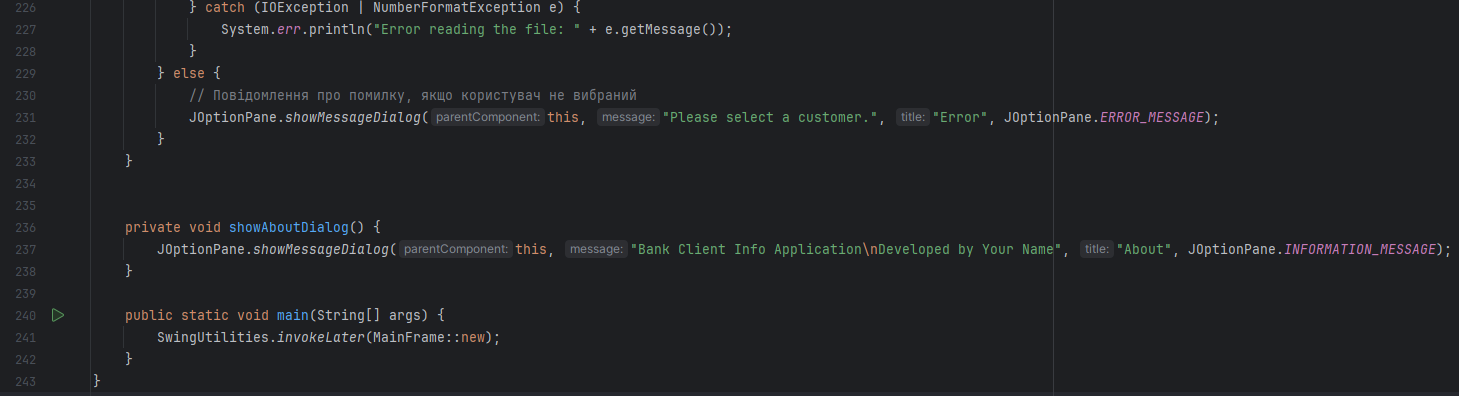 226 } catch (IOException | NumberFormatException e) {
227 System.err.println("Error reading the file: " + e.getMessage());
228 }
229 } else {
230 // Повідомлення про помилку, якщо користувач не вибраний
231 JOptionPane.showMessageDialog( parentComponent: this, message: "Please select a customer.", title: "Error", JOptionPane.ERROR_MESSAGE);
232 }
233 }
234
235
236 private void showAboutDialog() {
237 JOptionPane.showMessageDialog( parentComponent: this, message: "Bank Client Info Application\nDeveloped by Your Name", title: "About", JOptionPane.INFORMATION_MESSAGE);
238 }
239
240 public static void main(String[] args) {
241 SwingUtilities.invokeLater(MainFrame::new);
242 }
243 }